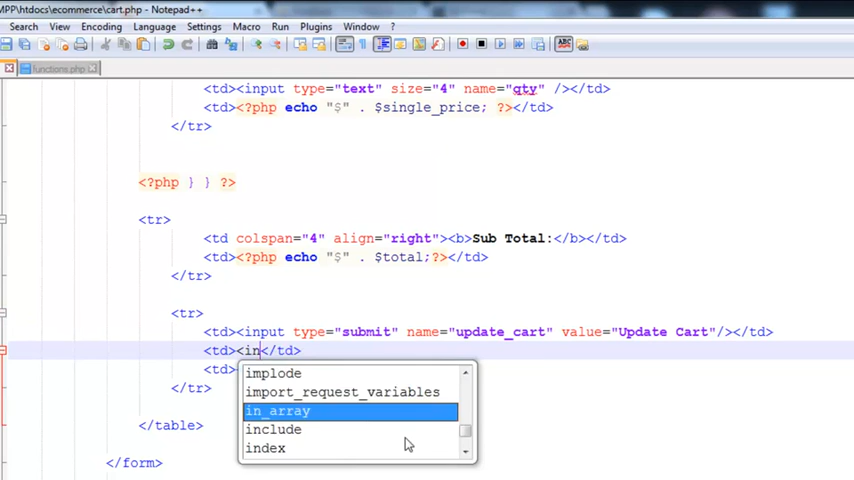 MPP\htdocs\ecommerce\cart.php - Notepad++
Search View Encoding Language Settings Macro Run Plugins Window ?
functions.php
<td><input type="text" size="4" name="qty" /></td>
<td><?php echo "$" . $single_price; ?></td>
</tr>
<?php } } ?>
<tr>
<td colspan="4" align="right"><b>Sub Total:</b></td>
<td><?php echo "$" . $total;?></td>
</tr>
<tr>
<td><input type="submit" name="update_cart" value="Update Cart"/></td>
<td><in</td>
<td>
implode
import_request_variables
in_array
include
index
</tr>
</table>
</form>